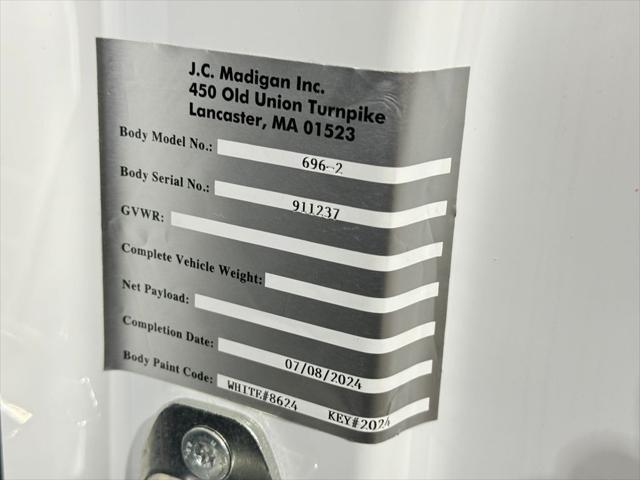 J.C. Madigan Inc.
450 Old Union Turnpike
Lancaster, MA 01523
Body Model No.: 696-2
Body Serial No.: 911237
GVWR:
Complete Vehicle Weight:
Net Payload:
Completion Date: 07/08/2024
Body Paint Code: WHITE#8624 KEY#2024